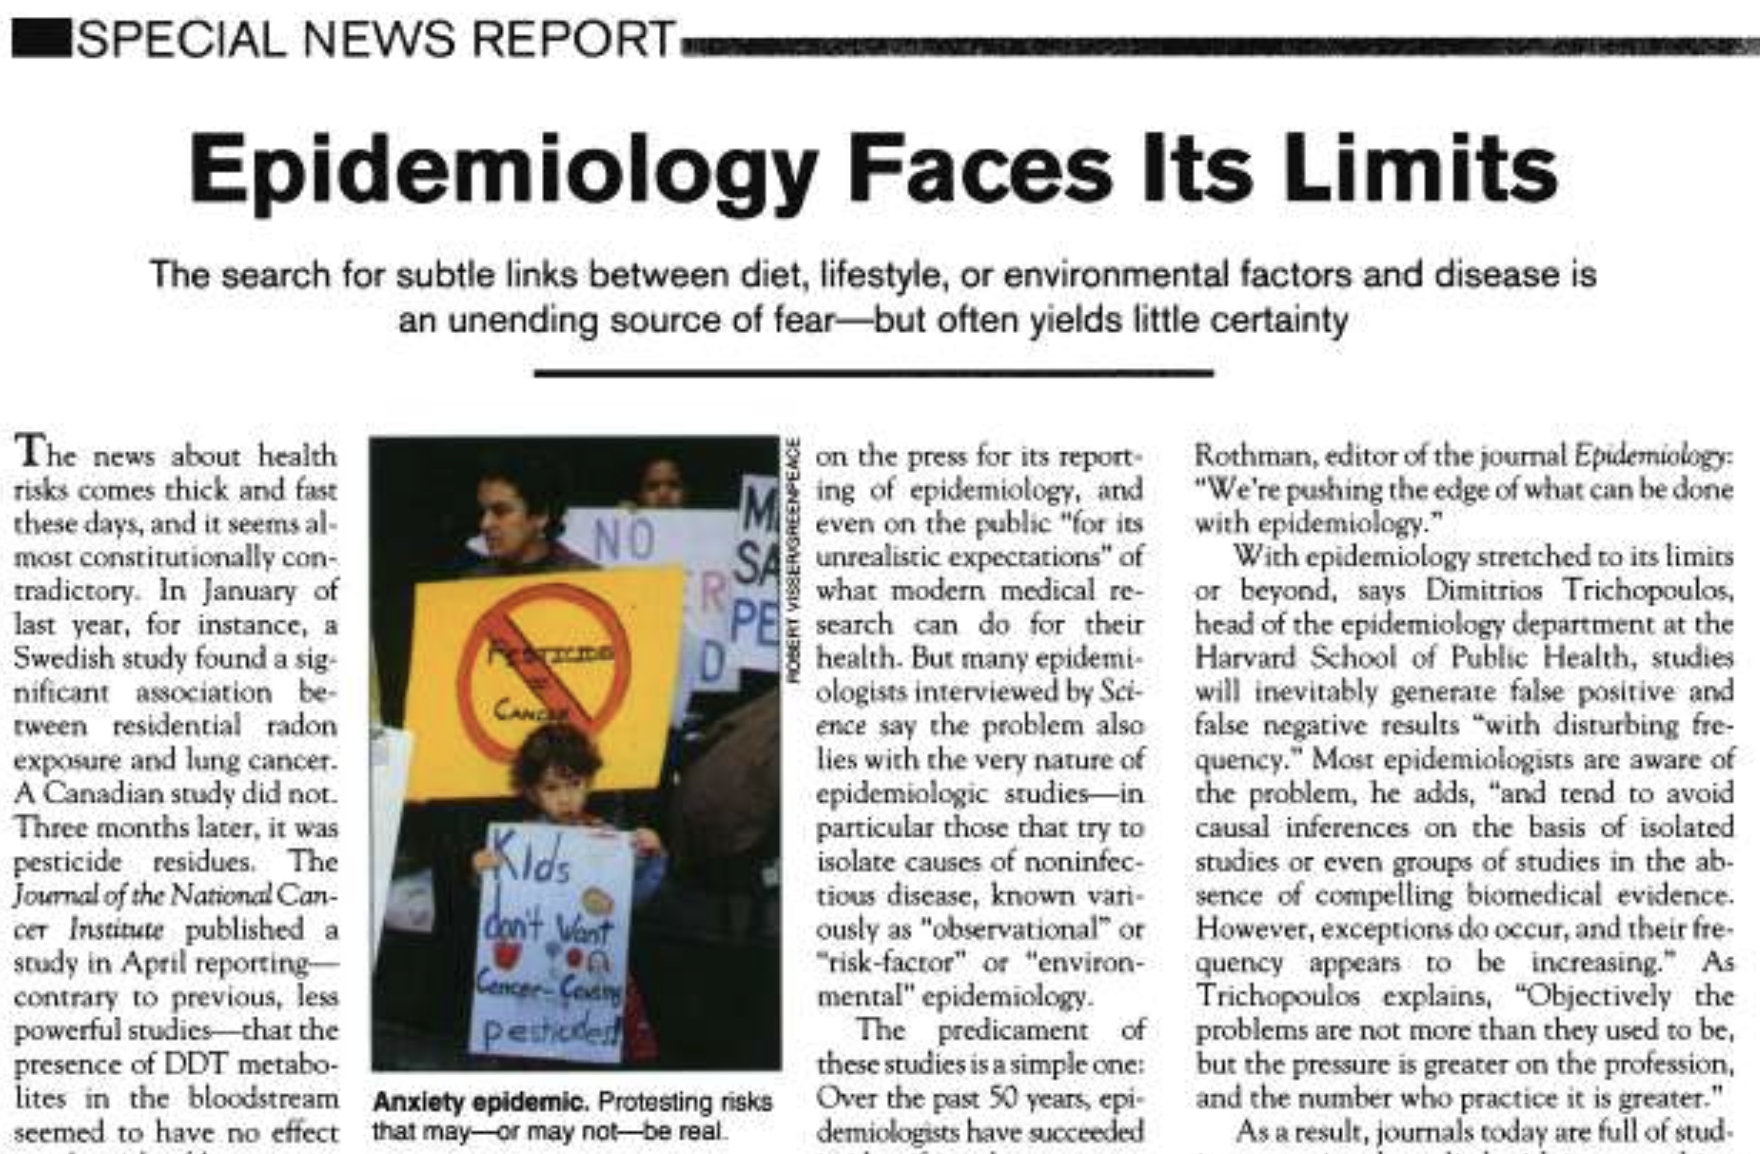 SPECIAL NEWS REPORT
Epidemiology Faces Its Limits
The search for subtle links between diet, lifestyle, or environmental factors and disease is
an unending source of fear—but often yields little certainty
The news about health
risks comes thick and fast
these days, and it seems al-
most constitutionally con-
tradictory. In January of
last year, for instance, a
Swedish study found a sig-
nificant association be-
tween residential radon
exposure and lung cancer.
A Canadian study did not.
Three months later, it was
pesticide residues. The
Journal of the National Can-
cer Institute published a
study in April reporting—
contrary to previous, less
powerful studies—that the
presence of DDT metabo-
lites in the bloodstream
seemed to have no effect
NO
ER
D
M
SA
PE
PESTICIDE
=
CANCER
KIds
don't Want
Cancer-Causing
pesticides!!
ROBERT VISSER/GREENPEACE
Anxiety epidemic. Protesting risks
that may—or may not—be real.
on the press for its report-
ing of epidemiology, and
even on the public "for its
unrealistic expectations" of
what modern medical re-
search can do for their
health. But many epidemi-
ologists interviewed by Sci-
ence say the problem also
lies with the very nature of
epidemiologic studies—in
particular those that try to
isolate causes of noninfec-
tious disease, known vari-
ously as "observational" or
"risk-factor" or "environ-
mental" epidemiology.
The predicament of
these studies is a simple one:
Over the past 50 years, epi-
demiologists have succeeded
Rothman, editor of the journal Epidemiology:
"We're pushing the edge of what can be done
with epidemiology."
With epidemiology stretched to its limits
or beyond, says Dimitrios Trichopoulos,
head of the epidemiology department at the
Harvard School of Public Health, studies
will inevitably generate false positive and
false negative results "with disturbing fre-
quency." Most epidemiologists are aware of
the problem, he adds, "and tend to avoid
causal inferences on the basis of isolated
studies or even groups of studies in the ab-
sence of compelling biomedical evidence.
However, exceptions do occur, and their fre-
quency appears to be increasing." As
Trichopoulos explains, "Objectively the
problems are not more than they used to be,
but the pressure is greater on the profession,
and the number who practice it is greater."
As a result, journals today are full of stud-